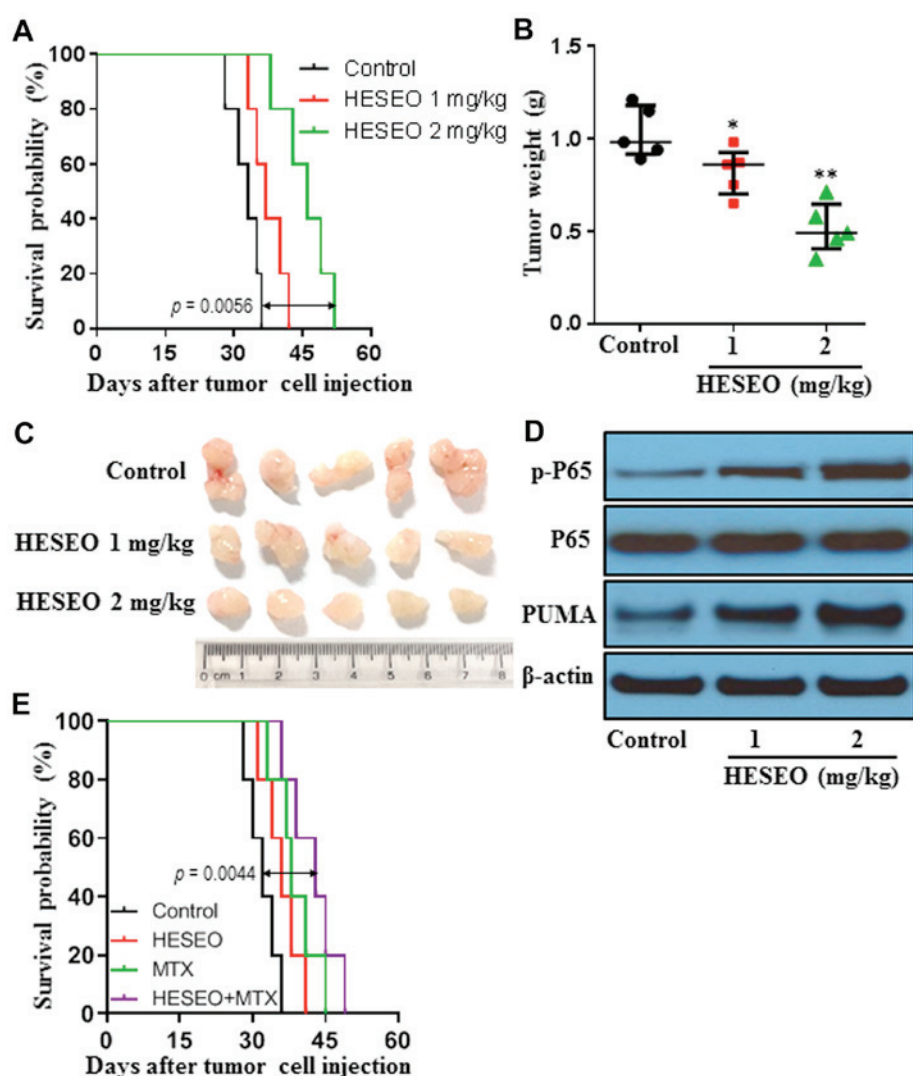 A
Survival probability (%)
100
80
60
40
20
0
Control
HESEO 1 mg/kg
HESEO 2 mg/kg
p = 0.0056
0 30 45 60
Days after tumor cell injection
B
Tumor weight (g)
1.5
1.0
0.5
0.0
*
**
Control 1 2
HESEO (mg/kg)
C
Control
HESEO 1 mg/kg
HESEO 2 mg/kg
0 cm 1 2 3 4 5 6 7 8
D
p-P65
P65
PUMA
β-actin
Control 1 2
HESEO (mg/kg)
E
Survival probability (%)
100
80
60
40
20
0
p = 0.0044
Control
HESEO
MTX
HESEO+MTX
0 30 45 60
Days after tumor cell injection